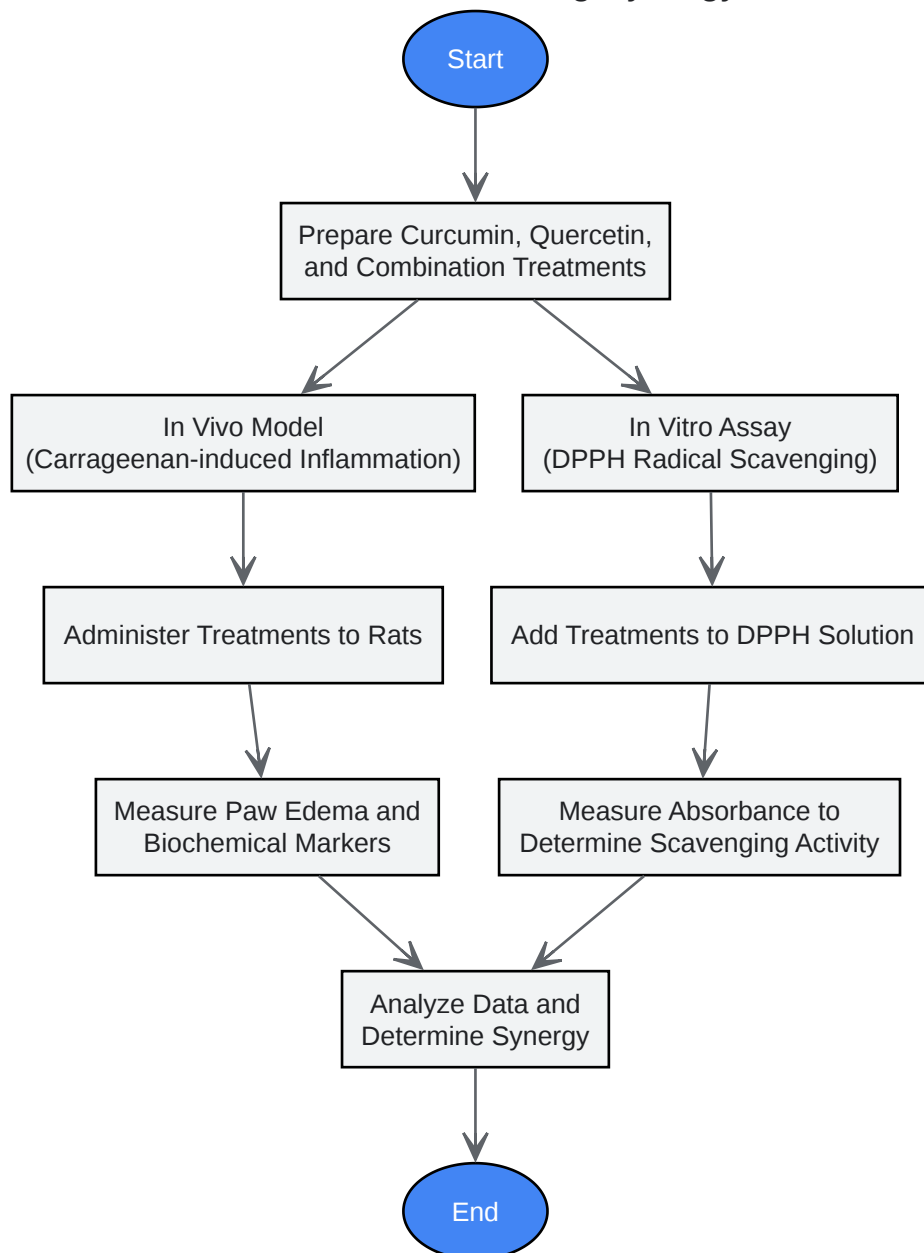 Start
Prepare Curcumin, Quercetin,
and Combination Treatments
In Vivo Model
(Carrageenan-induced Inflammation)
In Vitro Assay
(DPPH Radical Scavenging)
Administer Treatments to Rats
Add Treatments to DPPH Solution
Measure Paw Edema and
Biochemical Markers
Measure Absorbance to
Determine Scavenging Activity
Analyze Data and
Determine Synergy
End